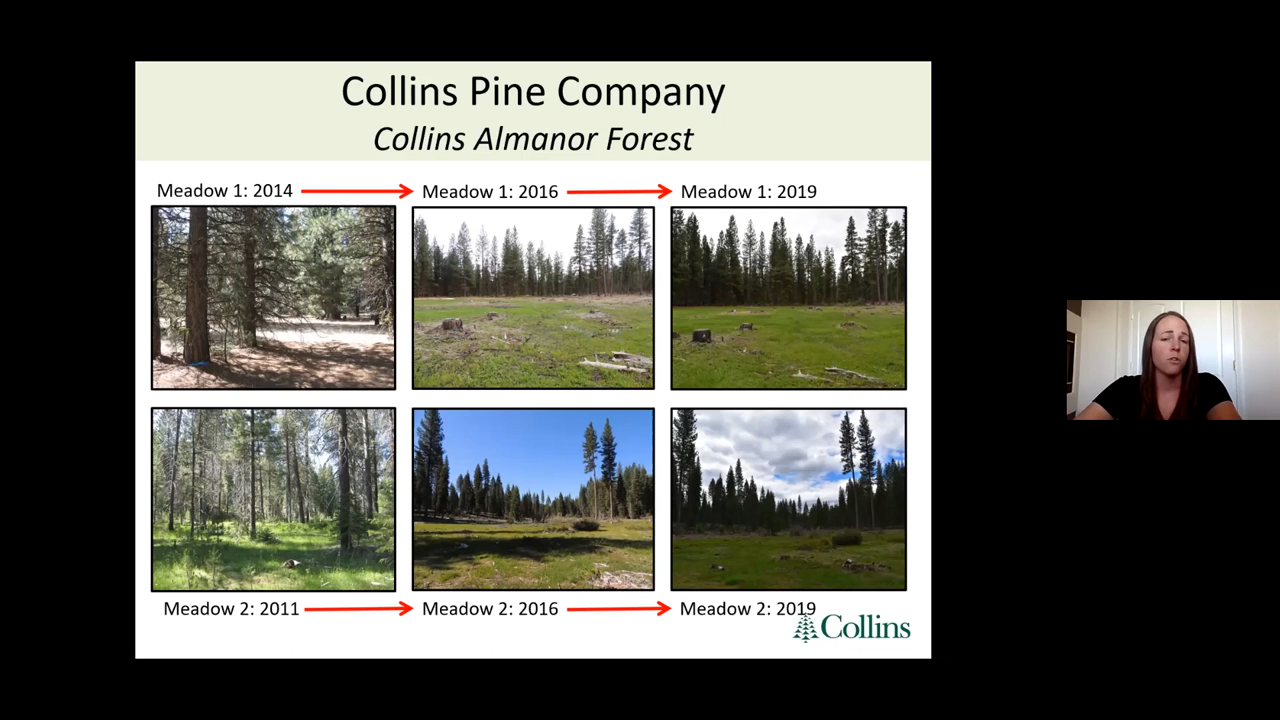 Collins Pine Company
Collins Almanor Forest
Meadow 1: 2014
Meadow 1: 2016
Meadow 1: 2019
Meadow 2: 2011
Meadow 2: 2016
Meadow 2: 2019
Collins